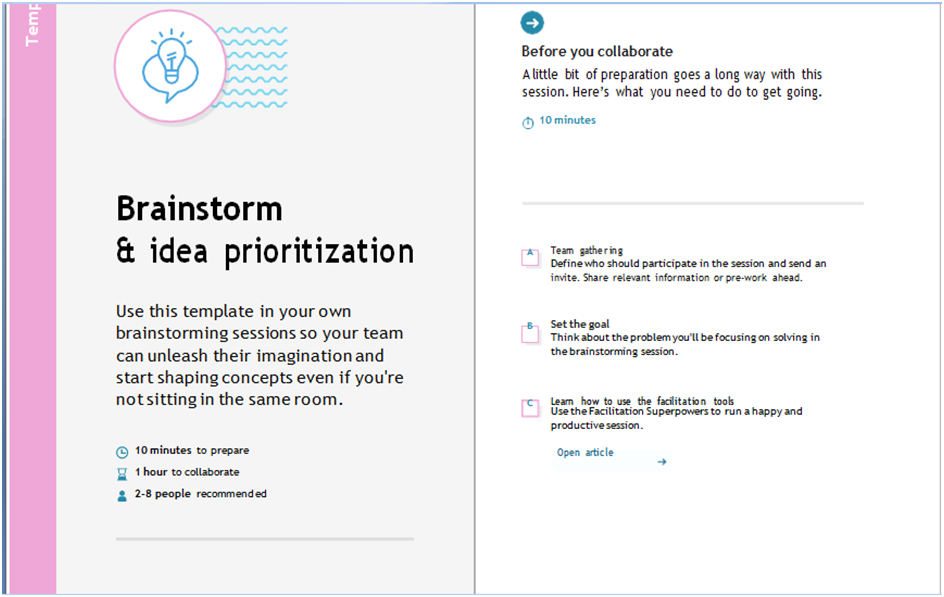 Brainstorm
& idea prioritization
Use this template in your own
brainstorming sessions so your team
can unleash their imagination and
start shaping concepts even if you're
not sitting in the same room.
10 minutes to prepare
1 hour to collaborate
2-8 people recommended
Before you collaborate
A little bit of preparation goes a long way with this
session. Here's what you need to do to get going.
10 minutes
A
Team gathering
Define who should participate in the session and send an
invite. Share relevant information or pre-work ahead.
B
Set the goal
Think about the problem you'll be focusing on solving in
the brainstorming session.
C
Learn how to use the facilitation tools
Use the Facilitation Superpowers to run a happy and
productive session.
Open article